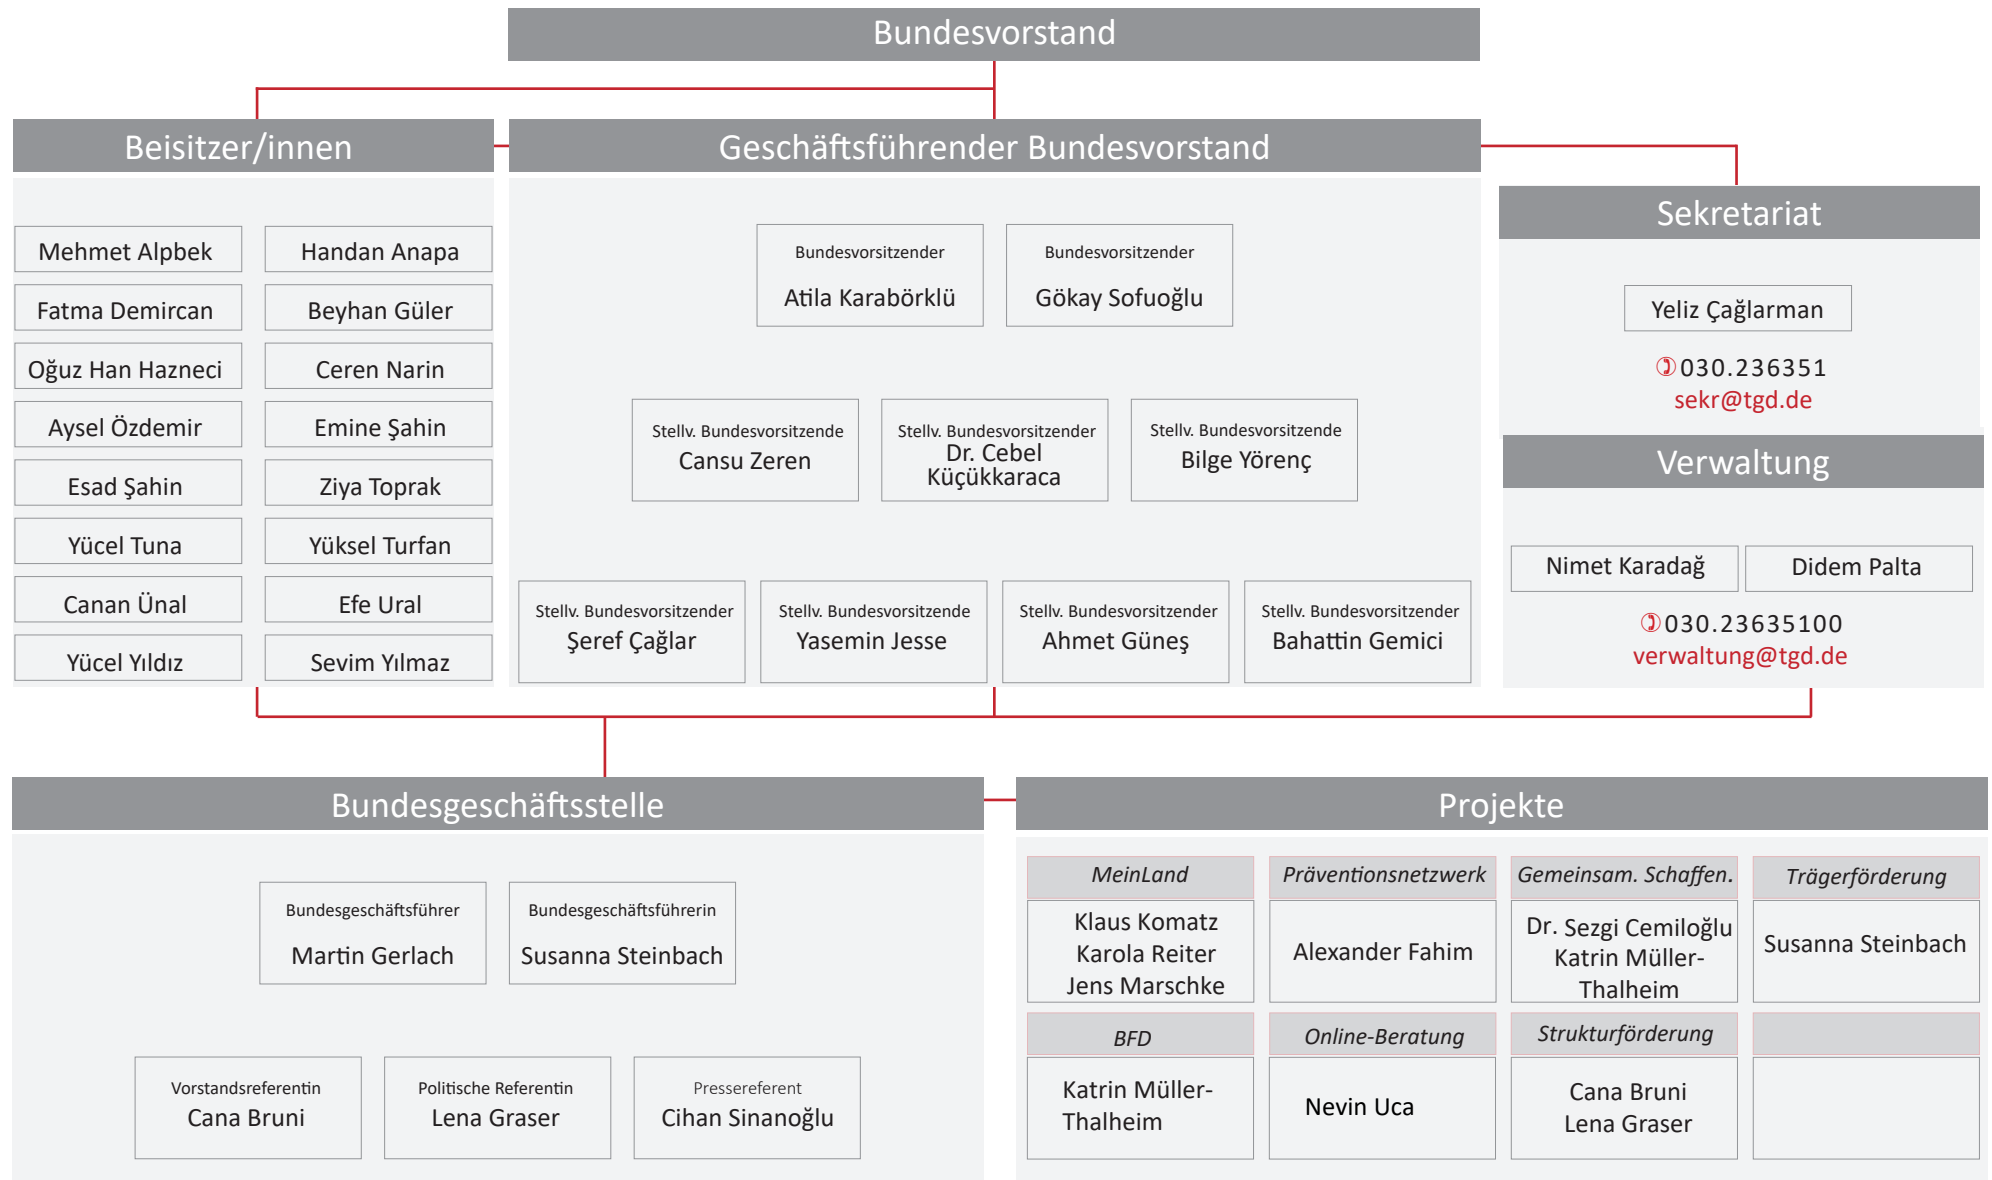 Bundesvorstand
Beisitzer/innen
Mehmet Alpbek
Handan Anapa
Fatma Demircan
Beyhan Güler
Oğuz Han Hazneci
Ceren Narin
Aysel Özdemir
Emine Şahin
Esad Şahin
Ziya Toprak
Yücel Tuna
Yüksel Turfan
Canan Ünal
Efe Ural
Yücel Yıldız
Sevim Yılmaz
Geschäftsführender Bundesvorstand
Bundesvorsitzender
Atila Karabörklü
Bundesvorsitzender
Gökay Sofuoğlu
Stellv. Bundesvorsitzende
Cansu Zeren
Stellv. Bundesvorsitzender
Dr. Cebel
Küçükkaraca
Stellv. Bundesvorsitzende
Bilge Yörenç
Stellv. Bundesvorsitzender
Şeref Çağlar
Stellv. Bundesvorsitzende
Yasemin Jesse
Stellv. Bundesvorsitzender
Ahmet Güneş
Stellv. Bundesvorsitzender
Bahattin Gemici
Sekretariat
Yeliz Çağlarman
✆030.236351
sekr@tgd.de
Verwaltung
Nimet Karadağ
Didem Palta
✆030.23635100
verwaltung@tgd.de
Bundesgeschäftsstelle
Bundesgeschäftsführer
Martin Gerlach
Bundesgeschäftsführerin
Susanna Steinbach
Vorstandsreferentin
Cana Bruni
Politische Referentin
Lena Graser
Pressereferent
Cihan Sinanoğlu
Projekte
MeinLand
Klaus Komatz
Karola Reiter
Jens Marschke
Präventionsnetzwerk
Alexander Fahim
Gemeinsam. Schaffen.
Dr. Sezgi Cemiloğlu
Katrin Müller-
Thalheim
Trägerförderung
Susanna Steinbach
BFD
Katrin Müller-
Thalheim
Online-Beratung
Nevin Uca
Strukturförderung
Cana Bruni
Lena Graser